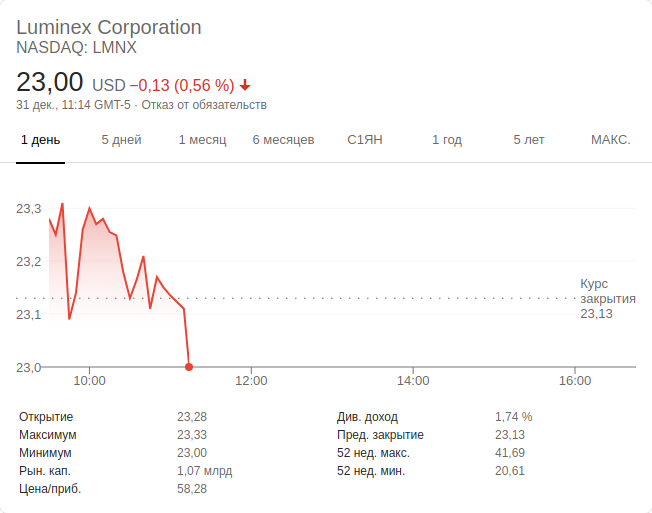 Luminex Corporation
NASDAQ: LMNX
23,00 USD −0,13 (0,56 %)
31 дек., 11:14 GMT-5 · Отказ от обязательств
1 день 5 дней 1 месяц 6 месяцев С1ЯН 1 год 5 лет МАКС.
23,3
23,2
Курс
закрытия
23,1 23,13
23,0
10:00 12:00 14:00 16:00
Открытие 23,28 Див. доход 1,74 %
Максимум 23,33 Пред. закрытие 23,13
Минимум 23,00 52 нед. макс. 41,69
Рын. кап. 1,07 млрд 52 нед. мин. 20,61
Цена/приб. 58,28